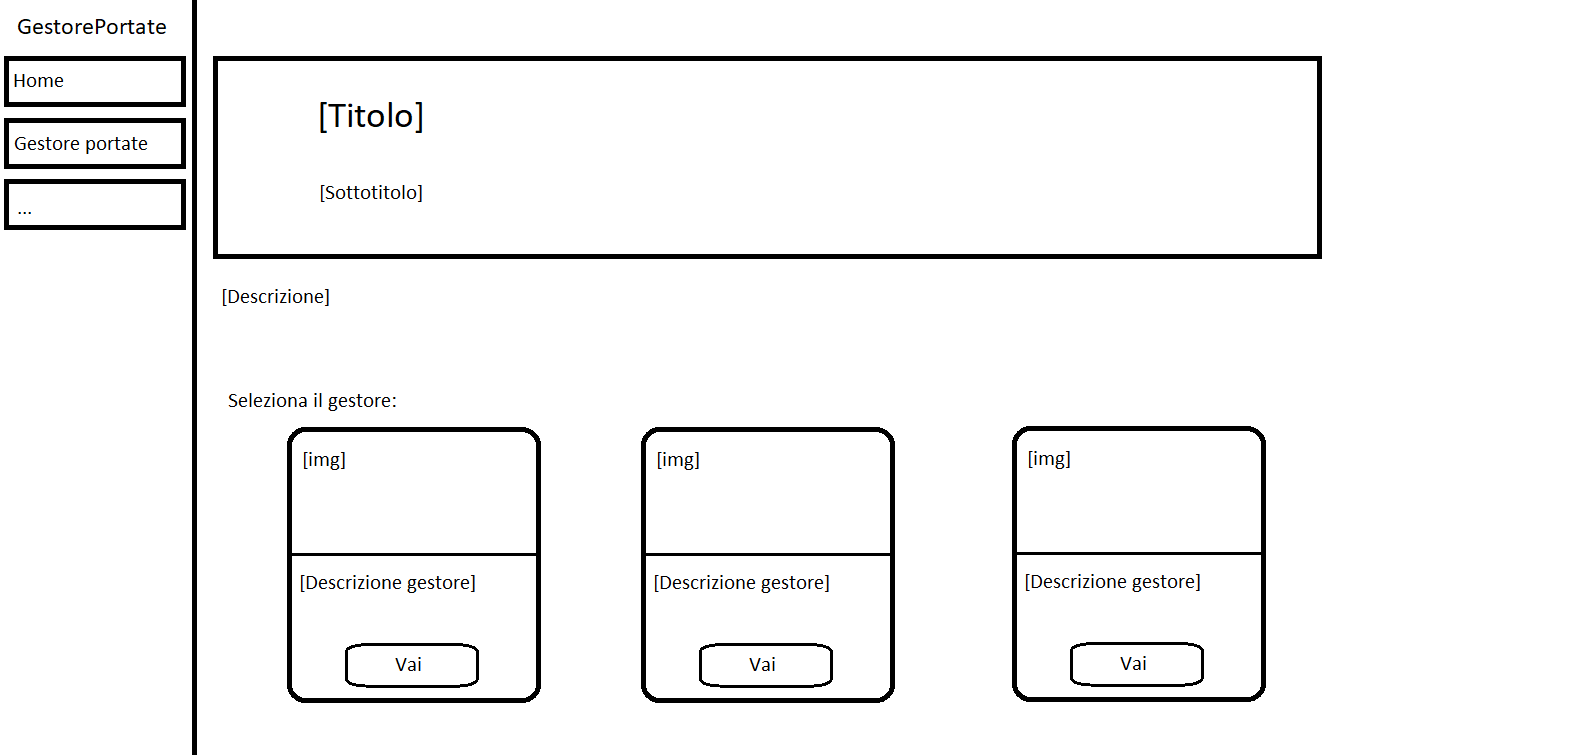 GestorePortate
Home
Gestore portate
...
[Titolo]
[Sottotitolo]
[Descrizione]
Seleziona il gestore:
[img]
[Descrizione gestore]
Vai
[img]
[Descrizione gestore]
Vai
[img]
[Descrizione gestore]
Vai